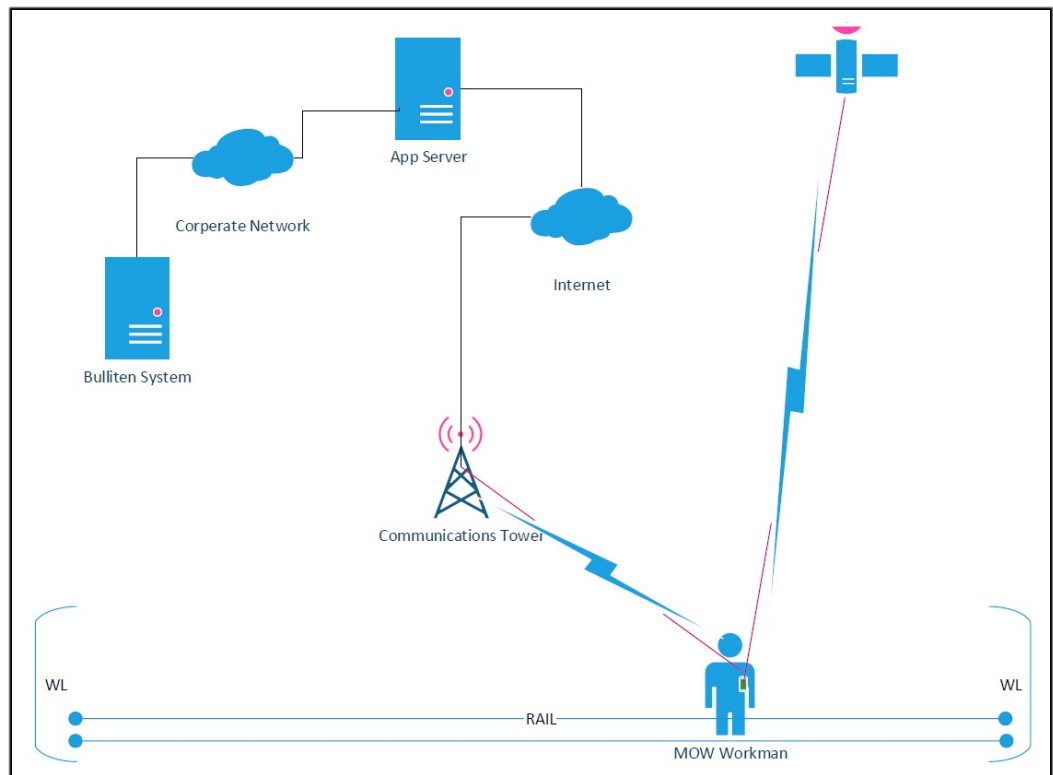 App Server
Corperate Network
Internet
Bulliten System
Communications Tower
WL
RAIL
WL
MOW Workman